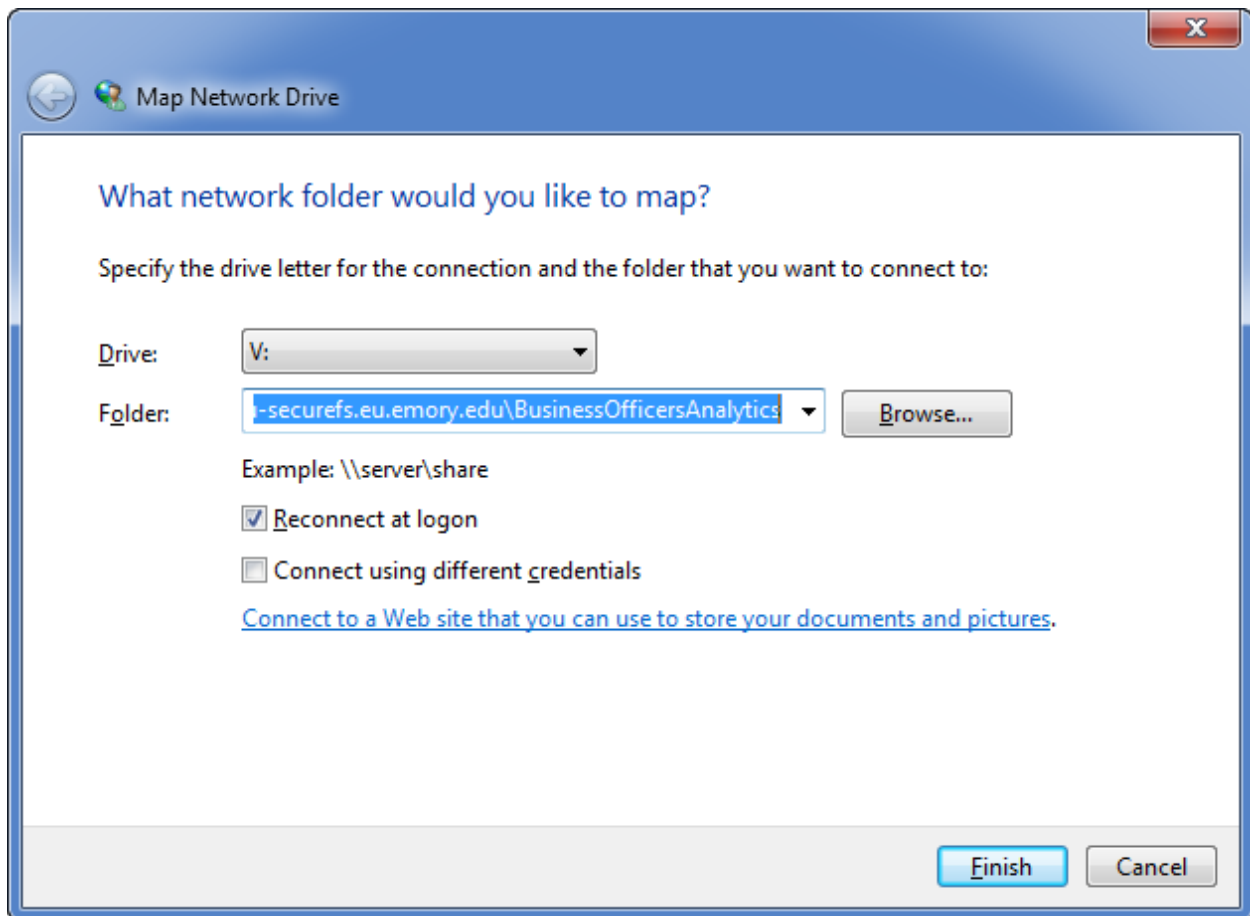 Map Network Drive
What network folder would you like to map?
Specify the drive letter for the connection and the folder that you want to connect to:
Drive: V:
Folder: -securefs.eu.emory.edu\BusinessOfficersAnalytics Browse...
Example: \\server\share
Reconnect at logon
Connect using different credentials
Connect to a Web site that you can use to store your documents and pictures.
Finish Cancel